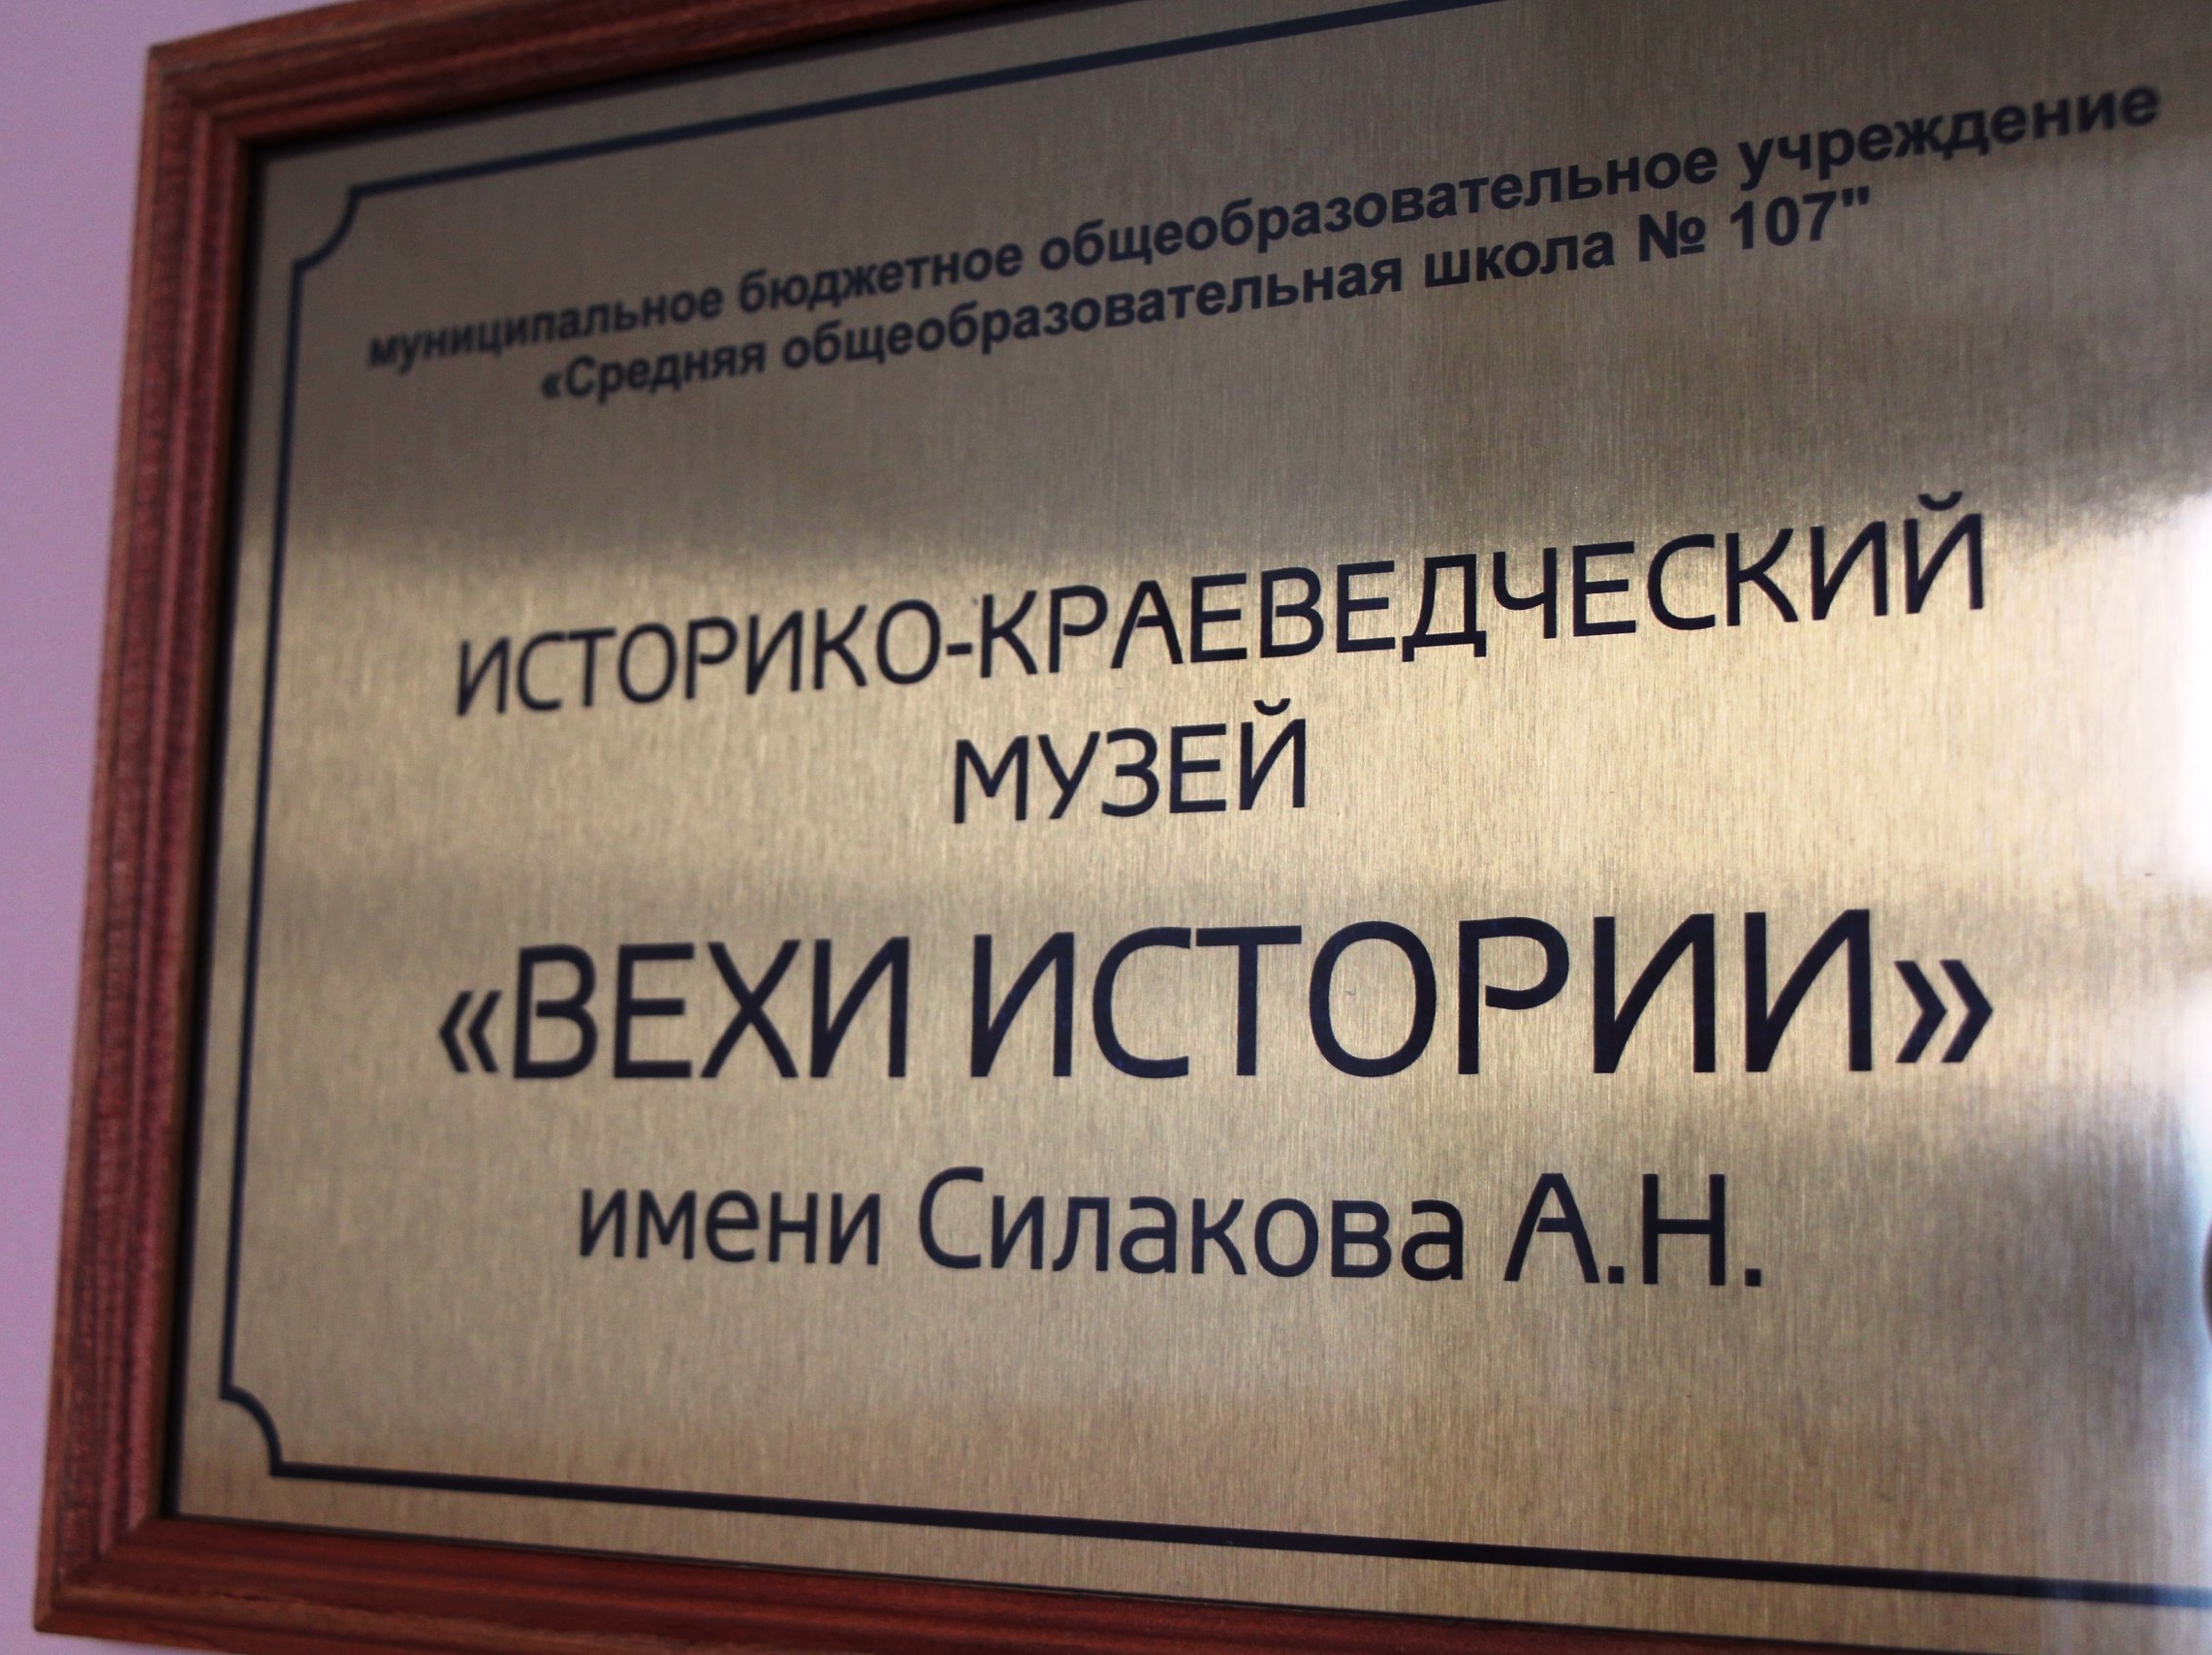 муниципальное бюджетное общеобразовательное учреждение
«Средняя общеобразовательная школа № 107"
ИСТОРИКО-КРАЕВЕДЧЕСКИЙ
МУЗЕЙ
«ВЕХИ ИСТОРИИ»
имени Силакова А.Н.